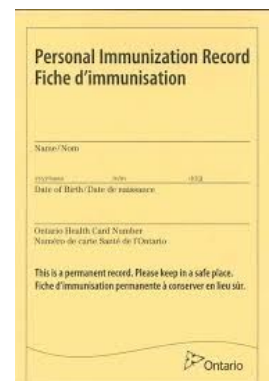 Personal Immunization Record
Fiche d'immunisation
Name/Nom
Date of Birth/Date de naissance
Ontario Health Card Number
Numéro de carte Santé de l'Ontario
This is a permanent record. Please keep in a safe place.
Fiche d'immunisation permanente à conserver en lieu sûr.
Ontario